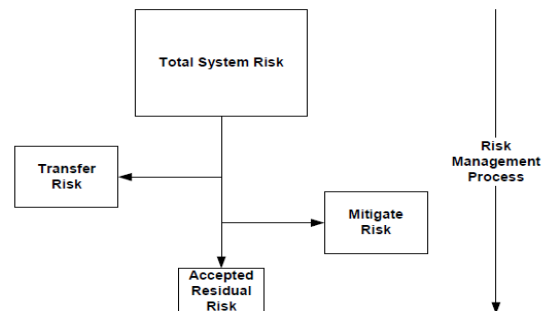 Total System Risk
Transfer
Risk
Risk
Management
Process
Mitigate
Risk
Accepted
Residual
Risk